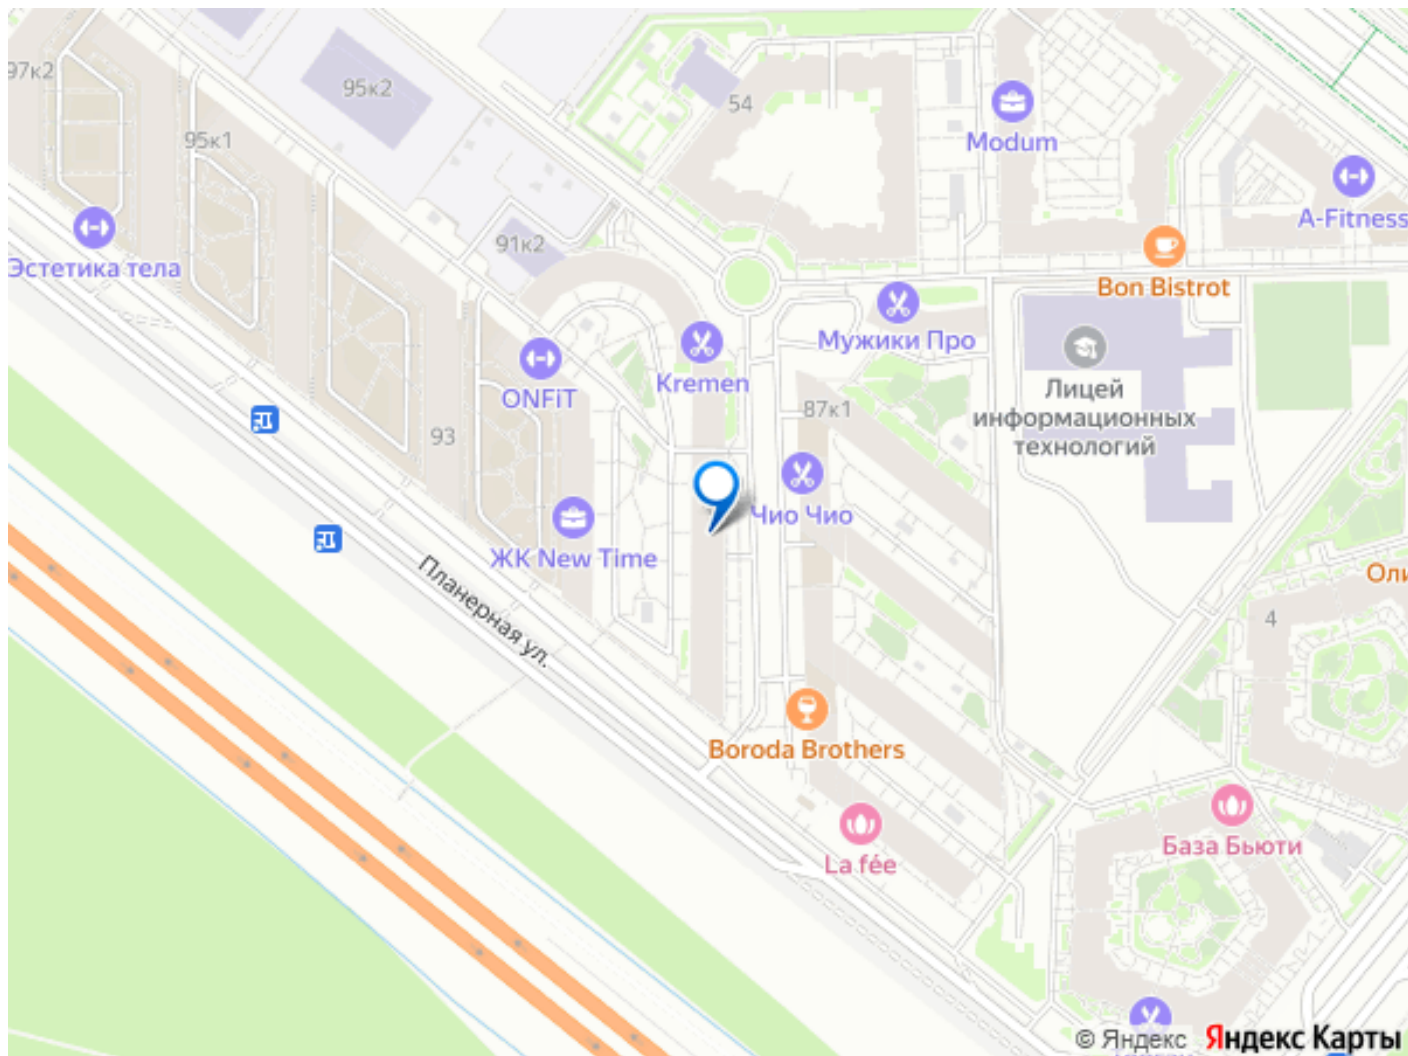 97к2
95к2
54
Modum
95к1
A-Fitness
91к2
Эстетика тела
Bon Bistrot
Мужики Про
Kremen
ONFiT
Лицей
информационных
технологий
87к1
93
Чио Чио
ЖК New Time
Планерная ул.
Оли
4
Boroda Brothers
База Бьюти
La fée
© Яндекс Яндекс Карты